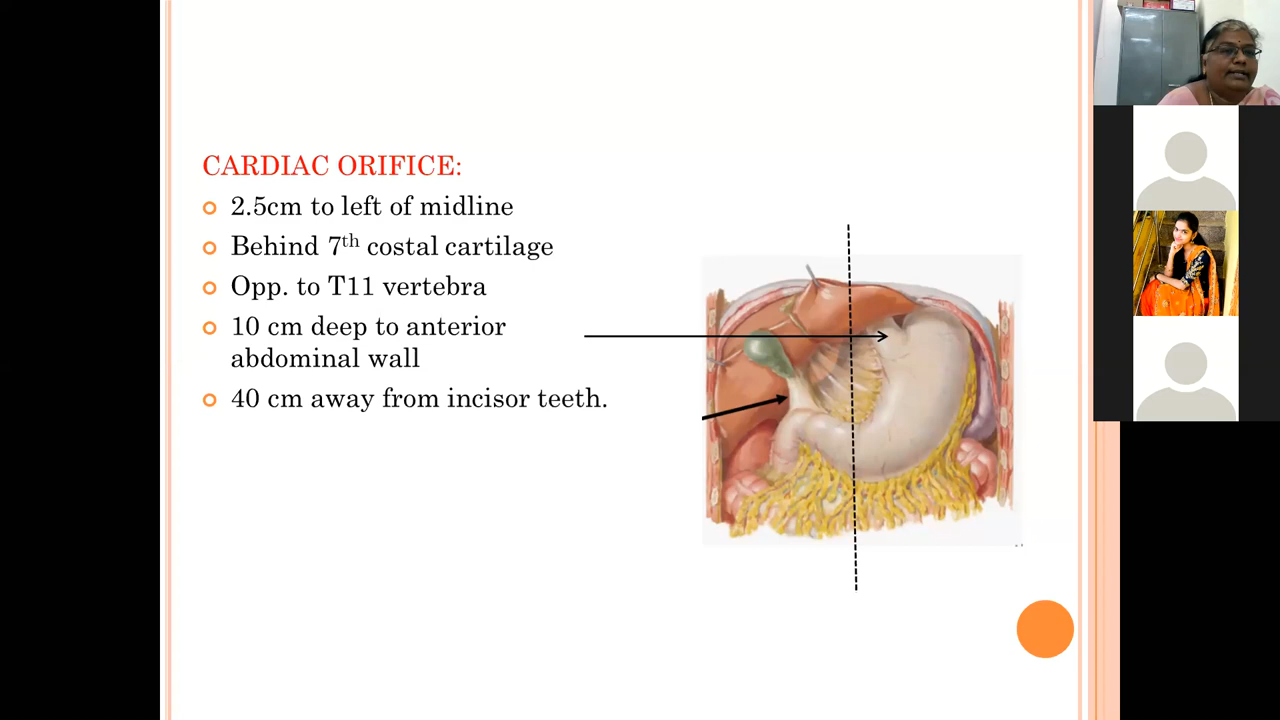 CARDIAC ORIFICE:
2.5cm to left of midline
Behind 7th costal cartilage
Opp. to T11 vertebra
10 cm deep to anterior
abdominal wall
40 cm away from incisor teeth.